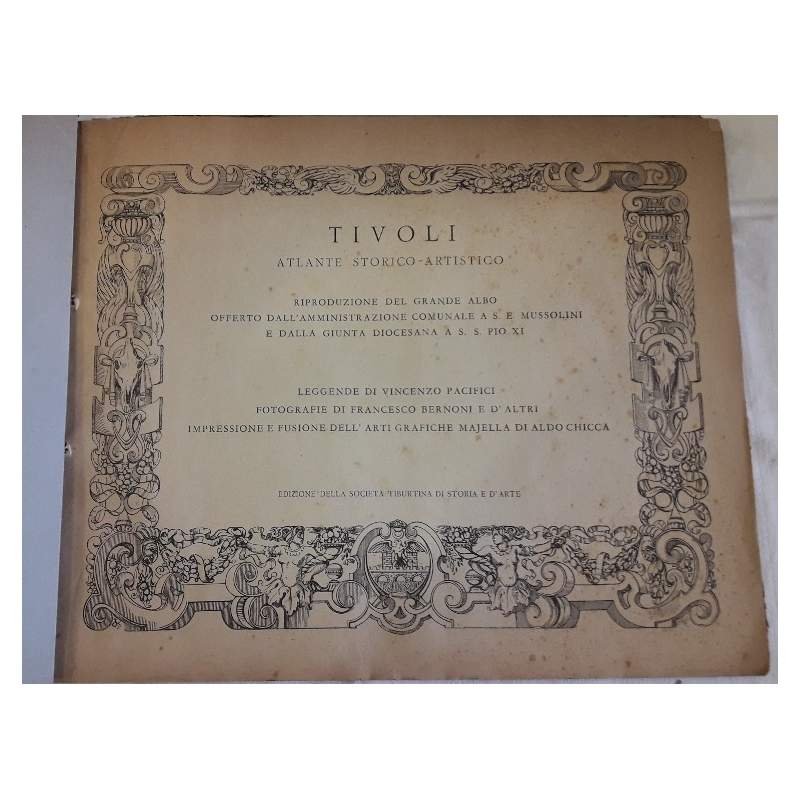 TIVOLI
ATLANTE STORICO-ARTISTICO
RIPRODUZIONE DEL GRANDE ALBO
OFFERTO DALL'AMMINISTRAZIONE COMUNALE A S. E. MUSSOLINI
E DALLA GIUNTA DIOCESANA A S. S. PIO XI
LEGGENDE DI VINCENZO PACIFICI
FOTOGRAFIE DI FRANCESCO BERNONI E D'ALTRI
IMPRESSIONE E FUSIONE DELL'ARTI GRAFICHE MAJELLA DI ALDO CHICCA
EDIZIONE DELLA SOCIETÀ TIBURTINA DI STORIA E D'ARTE